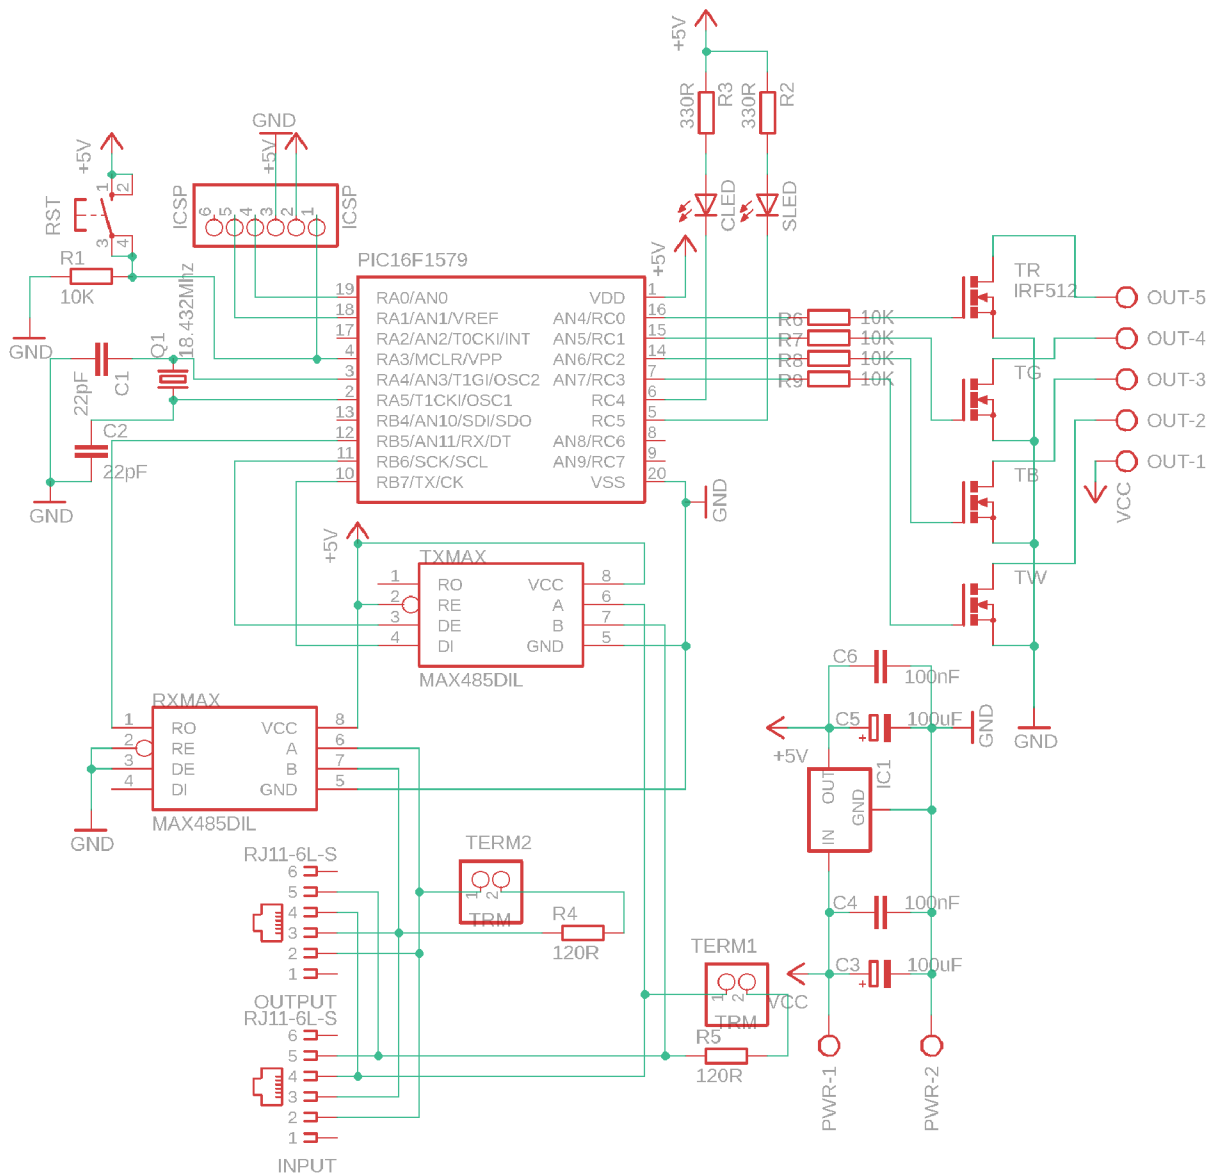 +5V
330R
R3
330R
R2
GND
+5V
+5V
1
2
RST
3
4
ICSP
6
5
4
3
2
1
ICSP
CLED
SLED
+5V
R1
10K
GND
18.432Mhz
Q1
22pF
C1
C2
22pF
GND
PIC16F1579
19 RA0/AN0 VDD 1
18 RA1/AN1/VREF AN4/RC0 16
17 RA2/AN2/T0CKI/INT AN5/RC1 15
4 RA3/MCLR/VPP AN6/RC2 14
3 RA4/AN3/T1GI/OSC2 AN7/RC3 7
2 RA5/T1CKI/OSC1 RC4 6
13 RB4/AN10/SDI/SDO RC5 5
12 RB5/AN11/RX/DT AN8/RC6 8
11 RB6/SCK/SCL AN9/RC7 9
10 RB7/TX/CK VSS 20
GND
R6 10K
R7 10K
R8 10K
R9 10K
TR
IRF512
TG
TB
TW
OUT-5
OUT-4
OUT-3
OUT-2
OUT-1
VCC
GND
+5V
TXMAX
1 RO VCC 8
2 RE A 6
3 DE B 7
4 DI GND 5
MAX485DIL
RXMAX
1 RO VCC 8
2 RE A 6
3 DE B 7
4 DI GND 5
MAX485DIL
GND
C6
100nF
C5
100uF
+
GND
+5V
IC1
OUT
GND
IN
C4
100nF
C3
100uF
+
VCC
PWR-1
PWR-2
RJ11-6L-S
6
5
4
3
2
1
OUTPUT
TERM2
1
2
TRM
R4
120R
TERM1
1
2
TRM
R5
120R
RJ11-6L-S
6
5
4
3
2
1
INPUT